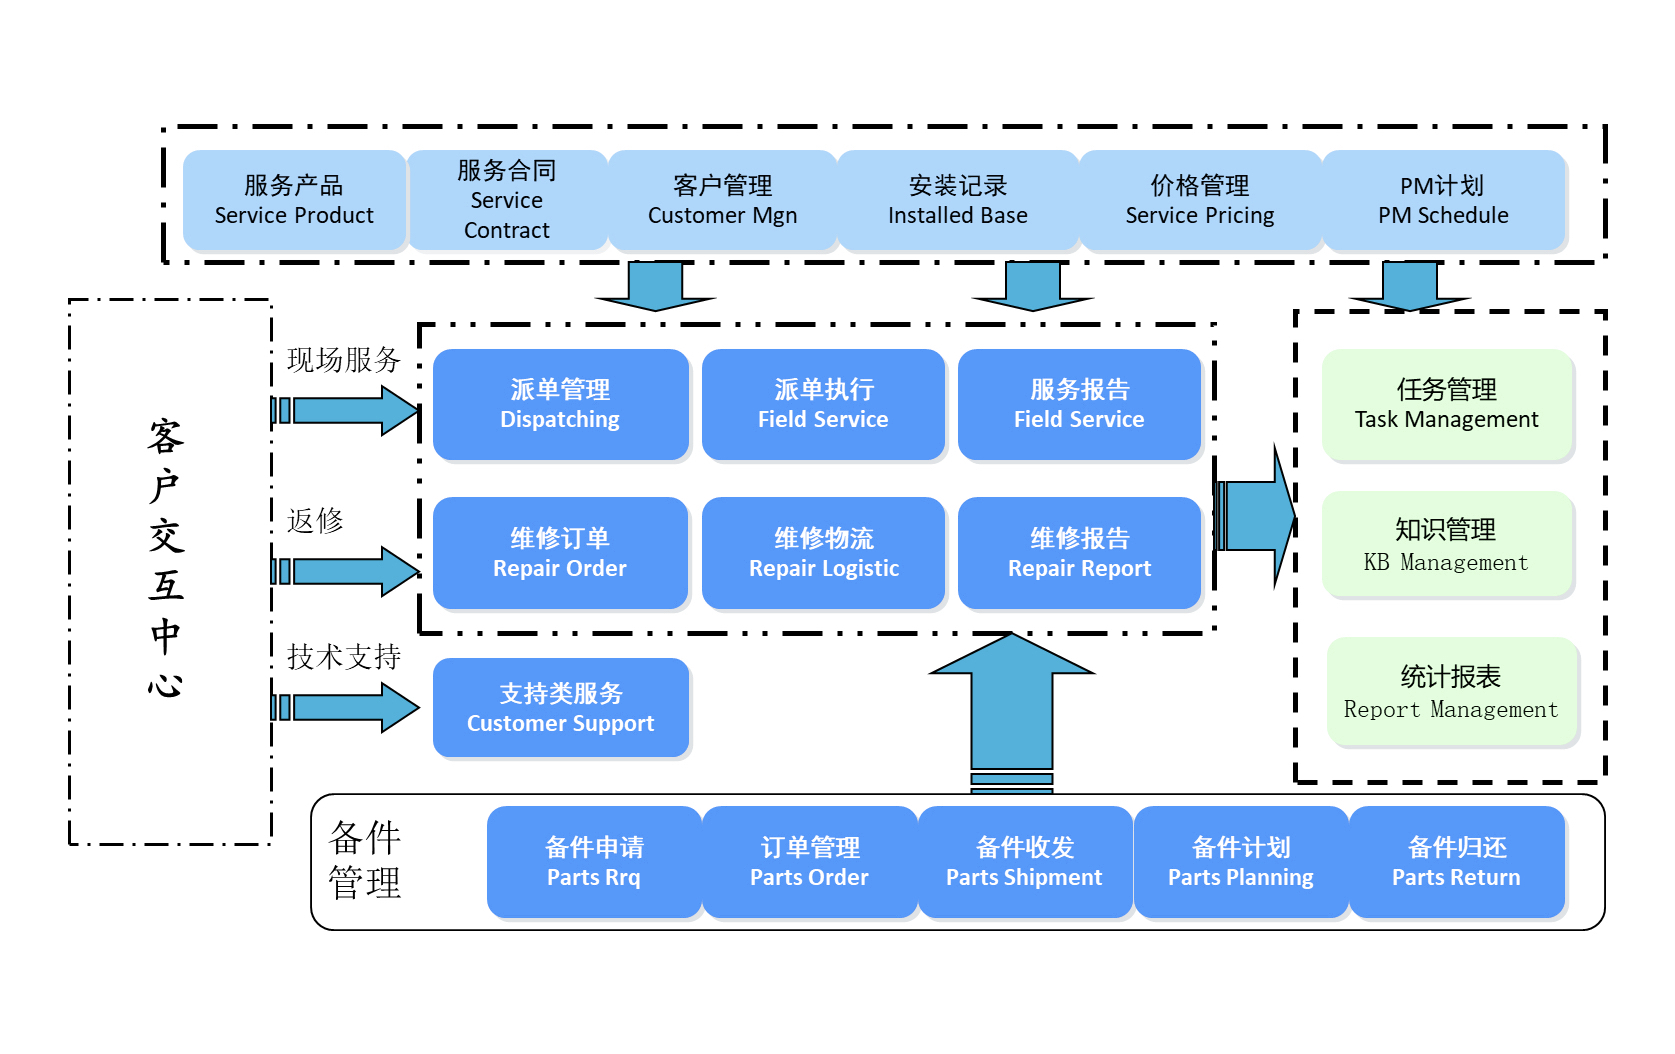 服务产品
Service Product
服务合同
Service
Contract
客户管理
Customer Mgn
安装记录
Installed Base
价格管理
Service Pricing
PM计划
PM Schedule
客
户
交
互
中
心
现场服务
返修
技术支持
派单管理
Dispatching
派单执行
Field Service
服务报告
Field Service
维修订单
Repair Order
维修物流
Repair Logistic
维修报告
Repair Report
支持类服务
Customer Support
任务管理
Task Management
知识管理
KB Management
统计报表
Report Management
备件
管理
备件申请
Parts Rrq
订单管理
Parts Order
备件收发
Parts Shipment
备件计划
Parts Planning
备件归还
Parts Return